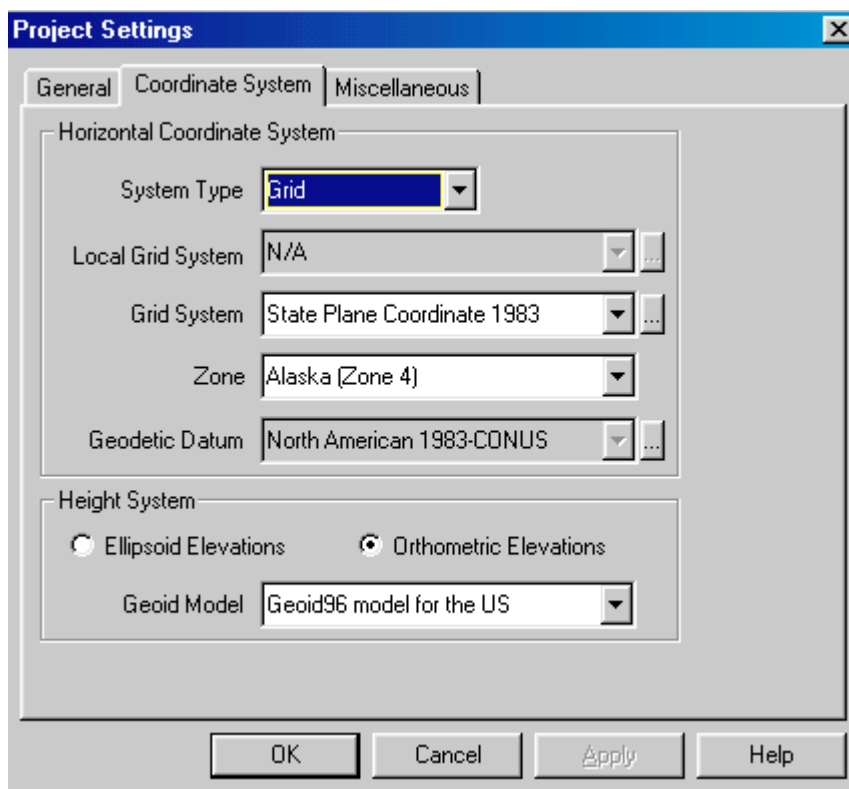 Project Settings
General Coordinate System Miscellaneous
Horizontal Coordinate System
System Type Grid
Local Grid System N/A ...
Grid System State Plane Coordinate 1983 ...
Zone Alaska (Zone 4)
Geodetic Datum North American 1983-CONUS ...
Height System
Ellipsoid Elevations Orthometric Elevations
Geoid Model Geoid96 model for the US
OK Cancel Apply Help